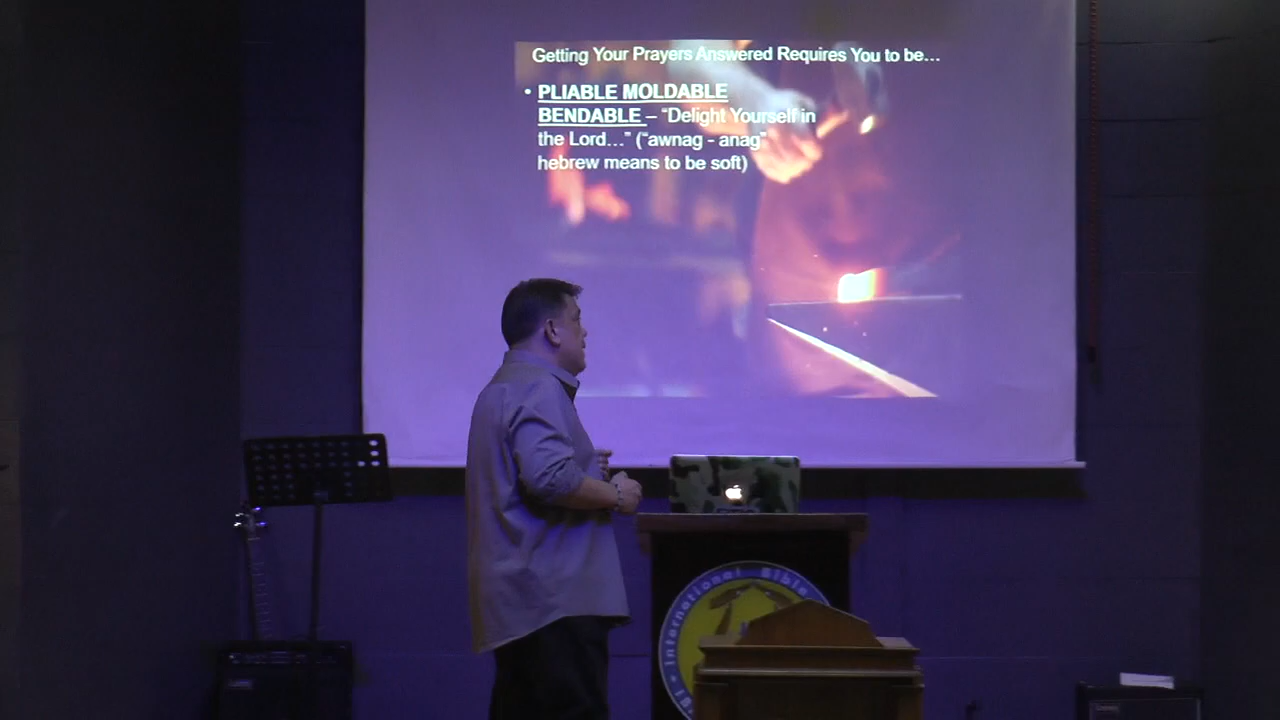 Getting Your Prayers Answered Requires You to be…
• PLIABLE MOLDABLE
BENDABLE – “Delight Yourself in
the Lord…” (“awnag - anag”
hebrew means to be soft)
International Bible